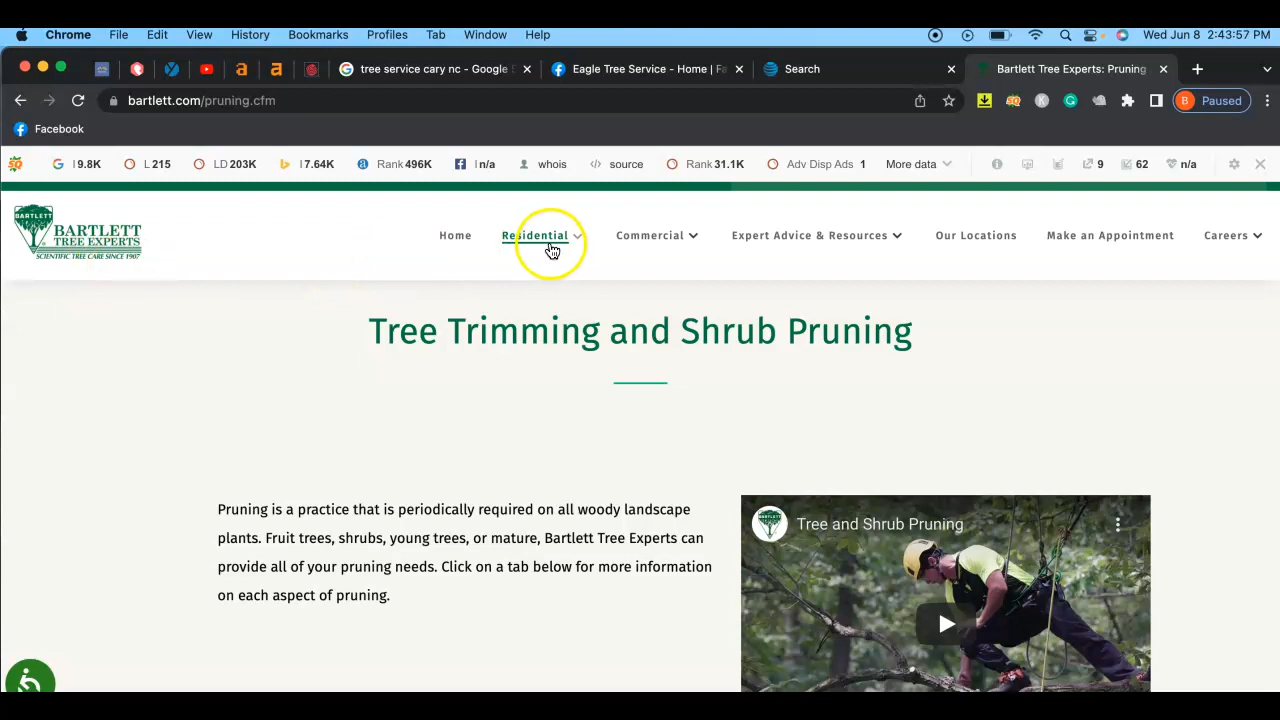 Chrome File Edit View History Bookmarks Profiles Tab Window Help Wed Jun 8 2:43:57 PM
tree service cary nc - Google S Eagle Tree Service - Home | Fa Search Bartlett Tree Experts: Pruning
bartlett.com/pruning.cfm B Paused
Facebook
I 9.8K L 215 LD 203K I 7.64K Rank 496K I n/a whois source Rank 31.1K Adv Disp Ads 1 More data 9 62 n/a
BARTLETT
BARTLETT
TREE EXPERTS
SCIENTIFIC TREE CARE SINCE 1907
Home Residential Commercial Expert Advice & Resources Our Locations Make an Appointment Careers
Tree Trimming and Shrub Pruning
Pruning is a practice that is periodically required on all woody landscape
plants. Fruit trees, shrubs, young trees, or mature, Bartlett Tree Experts can
provide all of your pruning needs. Click on a tab below for more information
on each aspect of pruning.
Tree and Shrub Pruning